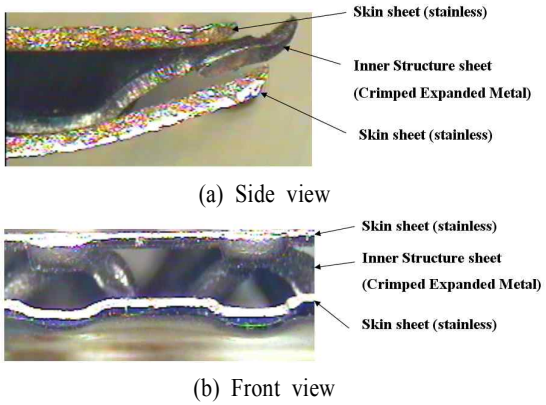 Skin sheet (stainless)
Inner Structure sheet
(Crimped Expanded Metal)
Skin sheet (stainless)
(a) Side view
Skin sheet (stainless)
Inner Structure sheet
(Crimped Expanded Metal)
Skin sheet (stainless)
(b) Front view